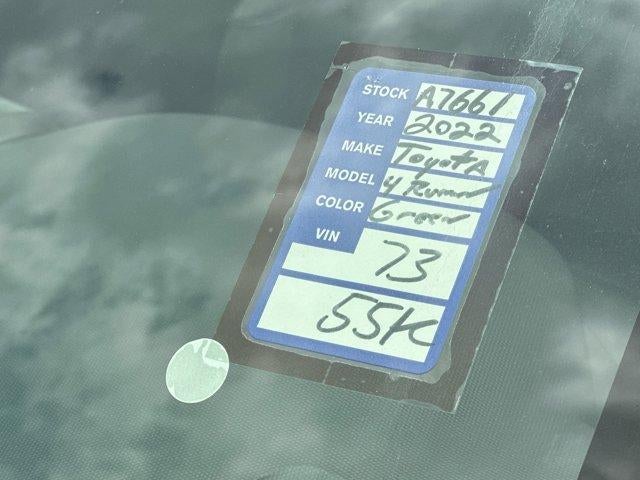 STOCK A7661
YEAR 2022
MAKE Toyota
MODEL 4 Runner
COLOR Green
VIN 73
55K